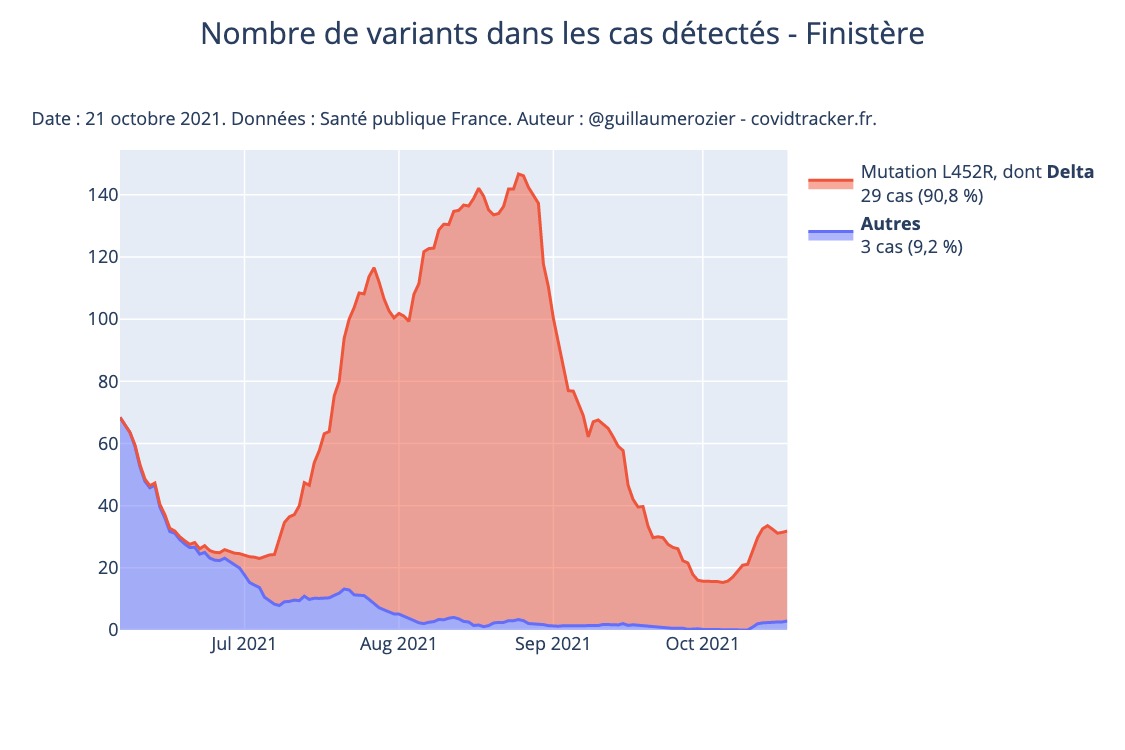 Nombre de variants dans les cas détectés - Finistère
Date : 21 octobre 2021. Données : Santé publique France. Auteur : @guillaumerozier - covidtracker.fr.
Mutation L452R, dont Delta
29 cas (90,8 %)
Autres
3 cas (9,2 %)
140
120
100
80
60
40
20
0
Jul 2021 Aug 2021 Sep 2021 Oct 2021